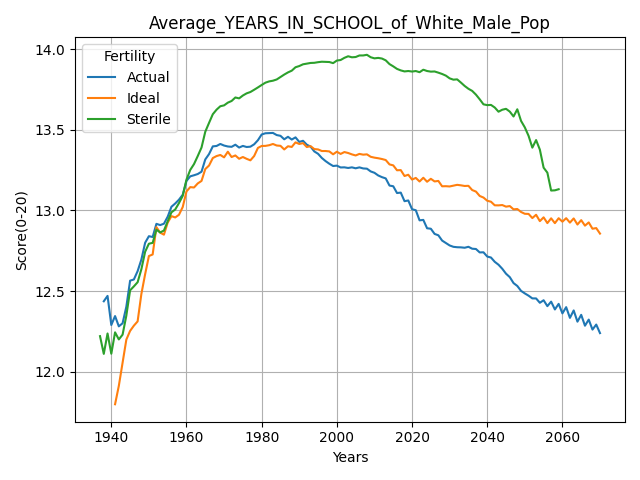 Average_YEARS_IN_SCHOOL_of_White_Male_Pop
Fertility
Actual
Ideal
Sterile
Score(0-20)
14.0
13.5
13.0
12.5
12.0
1940 1960 1980 2000 2020 2040 2060
Years